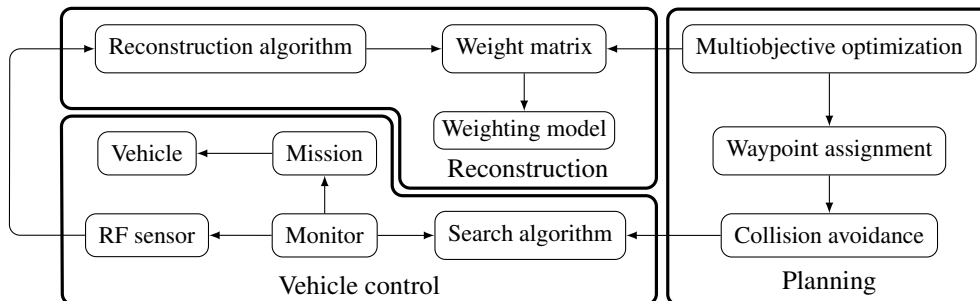 Reconstruction algorithm
Weight matrix
Multiobjective optimization
Weighting model
Reconstruction
Vehicle
Mission
Waypoint assignment
RF sensor
Monitor
Search algorithm
Collision avoidance
Vehicle control
Planning